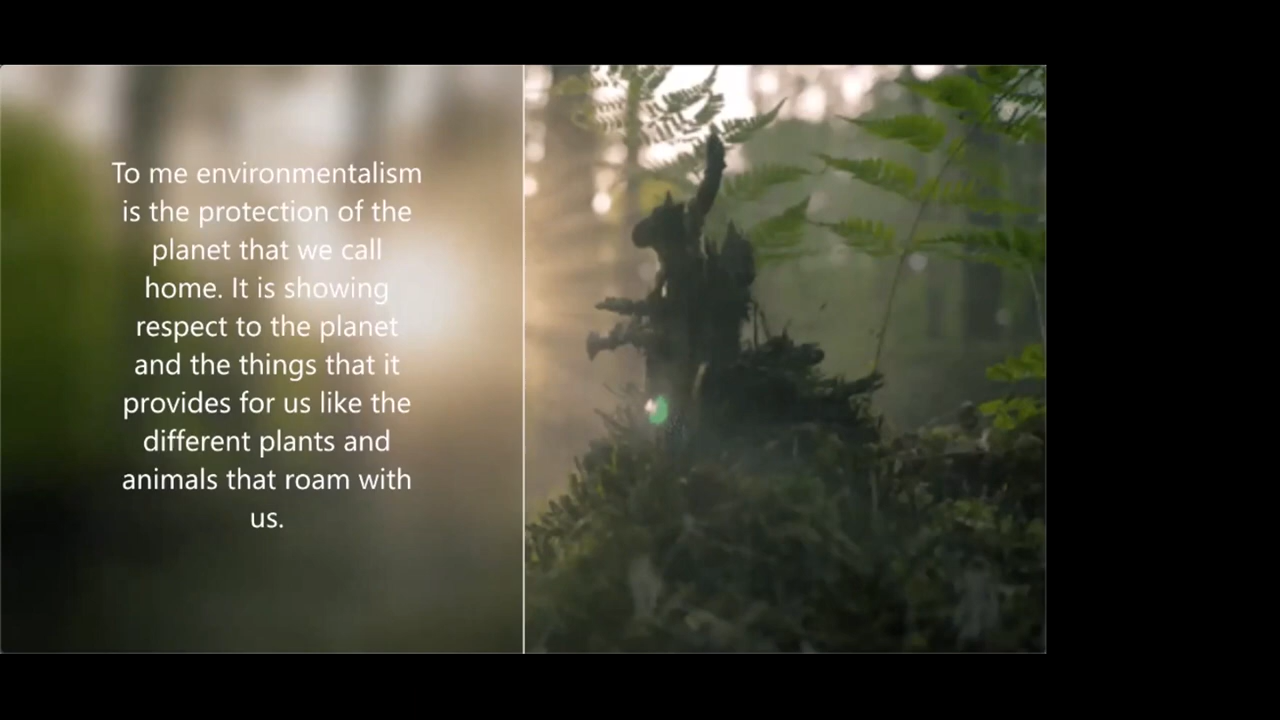 To me environmentalism
is the protection of the
planet that we call
home. It is showing
respect to the planet
and the things that it
provides for us like the
different plants and
animals that roam with
us.